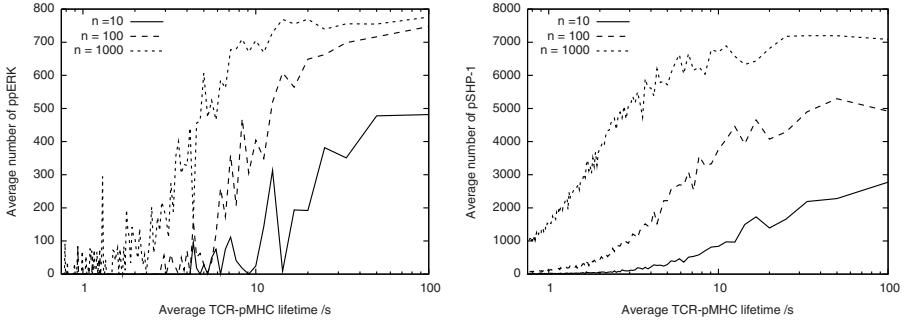 800
700
600
500
400
300
200
100
0
Average number of ppERK
n =10
n = 100
n = 1000
1
10
100
Average TCR-pMHC lifetime /s
8000
7000
6000
5000
4000
3000
2000
1000
0
Average number of pSHP-1
n =10
n = 100
n = 1000
1
10
100
Average TCR-pMHC lifetime /s